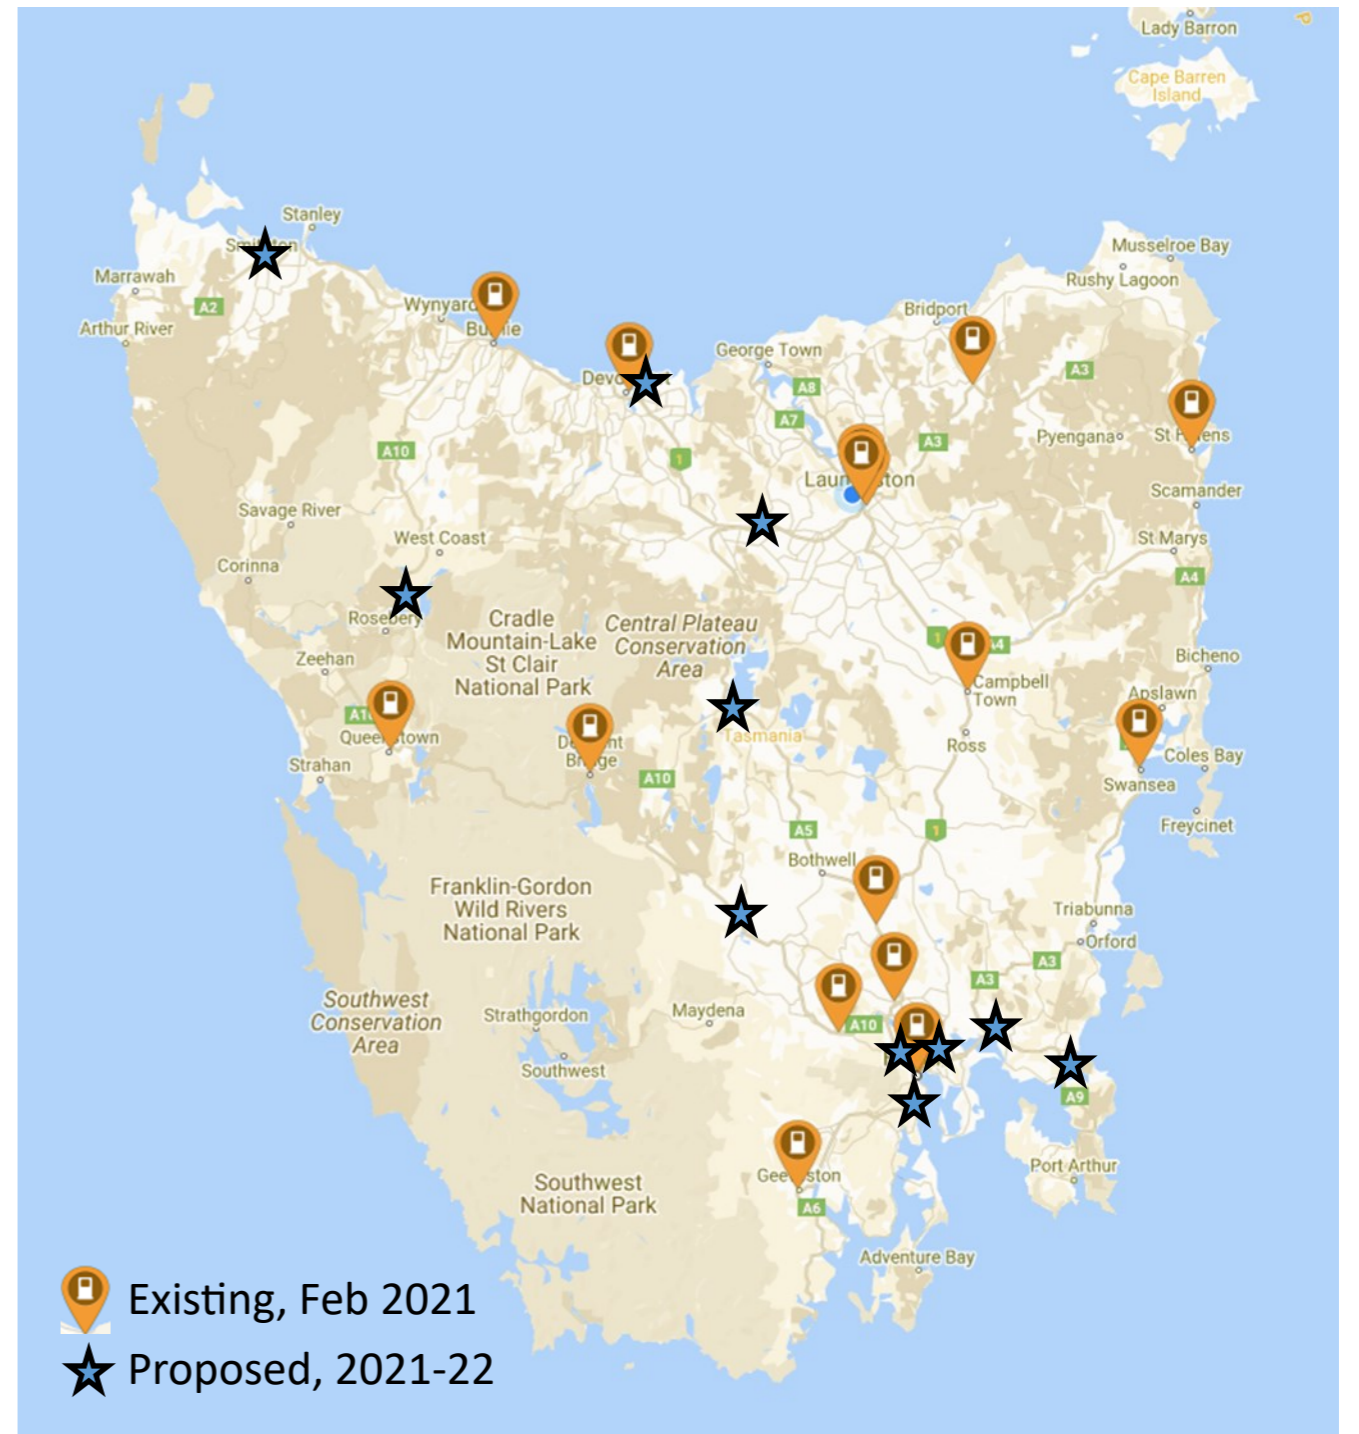 Lady Barron
Cape Barren
Island
Stanley
Marrawah
A2
Arthur River
Wynyard
Musselroe Bay
Rushy Lagoon
Bridport
George Town
A8
A3
A7
A3
Pyengana
A10
1
Scamander
Savage River
West Coast
St Marys
Corinna
A4
Rosebery
Cradle
Mountain-Lake
St Clair
National Park
Central Plateau
Conservation
Area
1
Zeehan
Bicheno
Campbell
Town
Apslawn
Tasmania
Ross
Coles Bay
Strahan
A10
Swansea
Freycinet
A5
1
Bothwell
Franklin-Gordon
Wild Rivers
National Park
Triabunna
Orford
A3
A3
Southwest
Conservation
Area
Strathgordon
Maydena
A10
Southwest
A9
Port Arthur
Southwest
National Park
A6
Adventure Bay
Existing, Feb 2021
Proposed, 2021-22